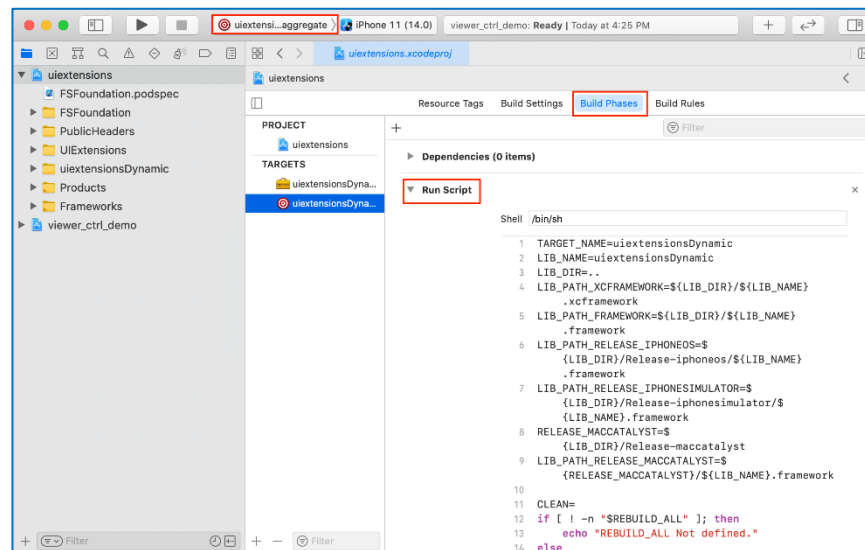 uiextensi...aggregate
iPhone 11 (14.0)
viewer_ctrl_demo: Ready | Today at 4:25 PM
uiextensions.xcodeproj
uiextensions
FSFoundation.podspec
FSFoundation
PublicHeaders
UIExtensions
uiextensionsDynamic
Products
Frameworks
viewer_ctrl_demo
Filter
uiextensions
Resource Tags
Build Settings
Build Phases
Build Rules
PROJECT
uiextensions
TARGETS
uiextensionsDyna...
uiextensionsDyna...
Filter
Filter
Dependencies (0 items)
Run Script
Shell /bin/sh
1 TARGET_NAME=uiextensionsDynamic
2 LIB_NAME=uiextensionsDynamic
3 LIB_DIR=..
4 LIB_PATH_XCFRAMEWORK=${LIB_DIR}/${LIB_NAME}
.xcframework
5 LIB_PATH_FRAMEWORK=${LIB_DIR}/${LIB_NAME}
.framework
6 LIB_PATH_RELEASE_IPHONEOS=$
{LIB_DIR}/Release-iphoneos/${LIB_NAME}
.framework
7 LIB_PATH_RELEASE_IPHONESIMULATOR=$
{LIB_DIR}/Release-iphonesimulator/$
{LIB_NAME}.framework
8 RELEASE_MACCATALYST=$
{LIB_DIR}/Release-maccatalyst
9 LIB_PATH_RELEASE_MACCATALYST=$
{RELEASE_MACCATALYST}/${LIB_NAME}.framework
10
11 CLEAN=
12 if [ ! -n "$REBUILD_ALL" ]; then
13 echo "REBUILD_ALL Not defined."
14 else